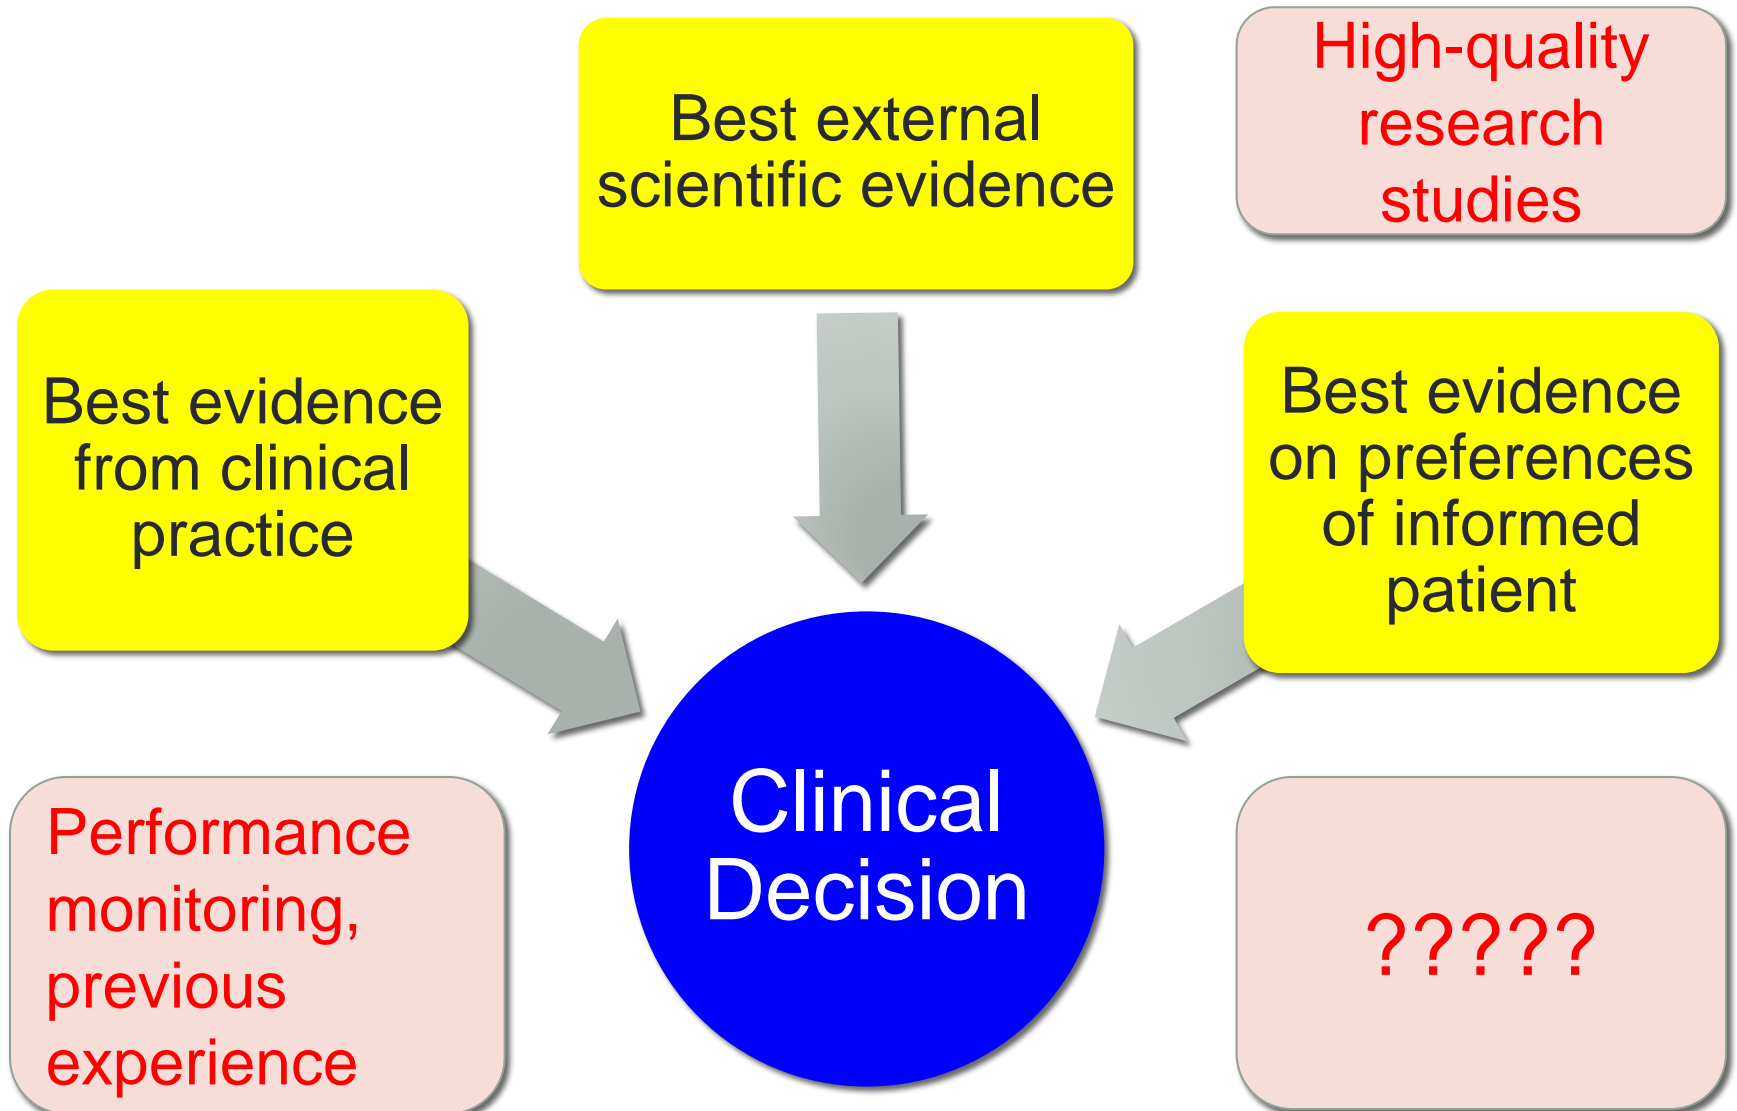 Best external
scientific evidence
High-quality
research
studies
Best evidence
from clinical
practice
Best evidence
on preferences
of informed
patient
Performance
monitoring,
previous
experience
Clinical
Decision
?????